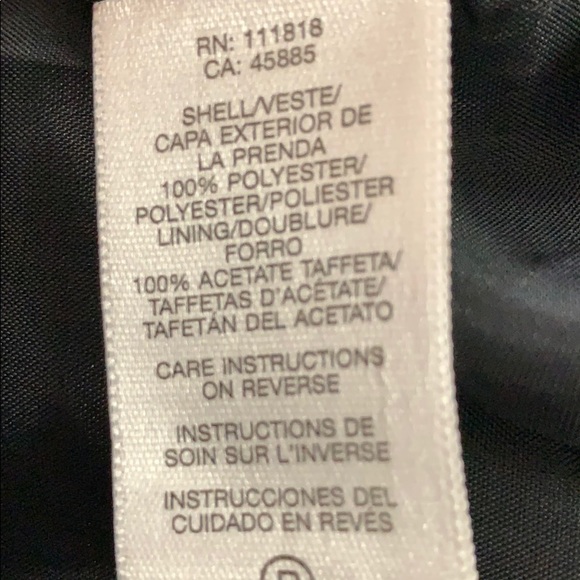 RN: 111818
CA: 45885
SHELL/VESTE/
CAPA EXTERIOR DE
LA PRENDA
100% POLYESTER/
POLYESTER/POLIESTER
LINING/DOUBLURE/
FORRO
100% ACETATE TAFFETA/
TAFFETAS D'ACÉTATE/
TAFETÁN DEL ACETATO
CARE INSTRUCTIONS
ON REVERSE
INSTRUCTIONS DE
SOIN SUR L'INVERSE
INSTRUCCIONES DEL
CUIDADO EN REVÉS